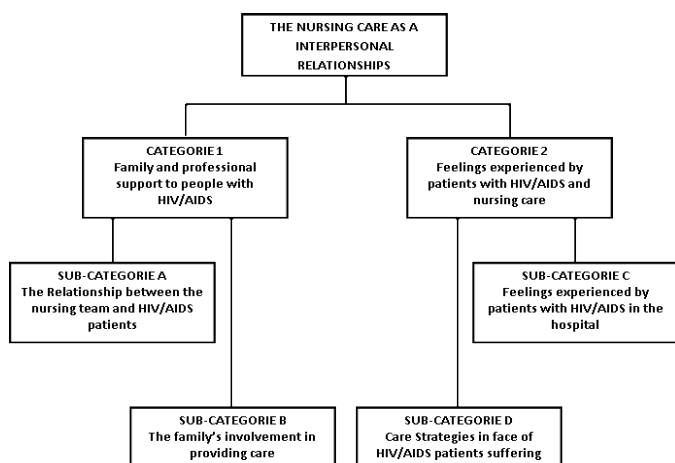 THE NURSING CARE AS A
INTERPERSONAL
RELATIONSHIPS
CATEGORIE 1
Family and professional
support to people with
HIV/AIDS
CATEGORIE 2
Feelings experienced by
patients with HIV/AIDS and
nursing care
SUB-CATEGORIE A
The Relationship between the
nursing team and HIV/AIDS
patients
SUB-CATEGORIE C
Feelings experienced by
patients with HIV/AIDS in the
hospital
SUB-CATEGORIE B
The family's involvement in
providing care
SUB-CATEGORIE D
Care Strategies in face of
HIV/AIDS patients suffering